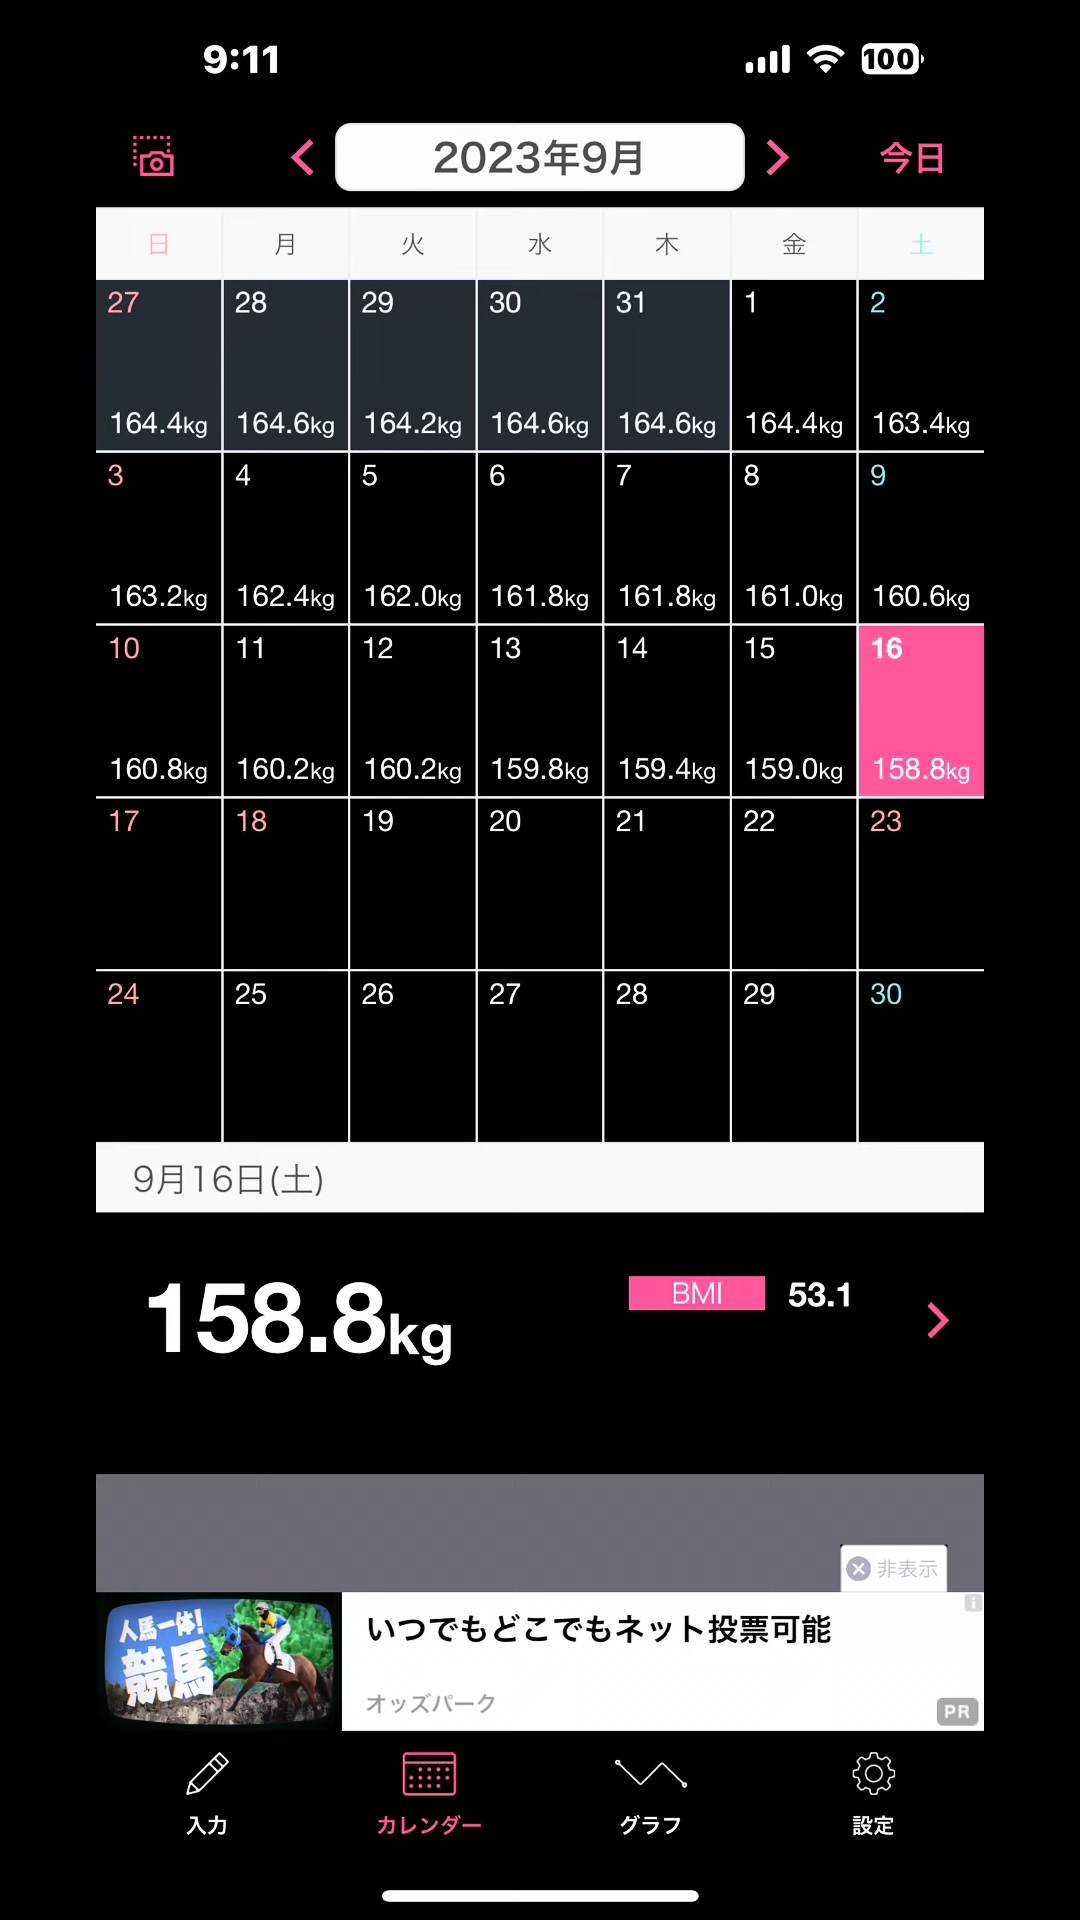 9:11 100
2023年9月 今日
日 月 火 水 木 金 土
27 28 29 30 31 1 2
164.4kg 164.6kg 164.2kg 164.6kg 164.6kg 164.4kg 163.4kg
3 4 5 6 7 8 9
163.2kg 162.4kg 162.0kg 161.8kg 161.8kg 161.0kg 160.6kg
10 11 12 13 14 15 16
160.8kg 160.2kg 160.2kg 159.8kg 159.4kg 159.0kg 158.8kg
17 18 19 20 21 22 23
24 25 26 27 28 29 30
9月16日(土)
158.8kg BMI 53.1
非表示
人馬一体!
競馬
いつでもどこでもネット投票可能
オッズパーク
PR
入力 カレンダー グラフ 設定